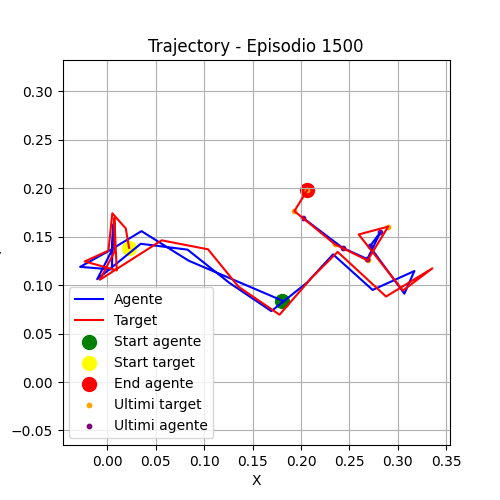 Trajectory - Episodio 1500
0.30
0.25
0.20
0.15
0.10
0.05
0.00
−0.05
Agente
Target
Start agente
Start target
End agente
Ultimi target
Ultimi agente
0.00 0.05 0.10 0.15 0.20 0.25 0.30 0.35
X